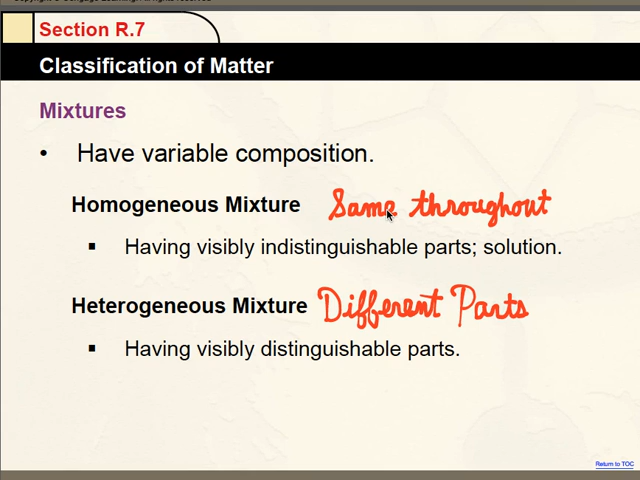 Section R.7
Classification of Matter
Mixtures
• Have variable composition.
Homogeneous Mixture Same throughout
▪ Having visibly indistinguishable parts; solution.
Heterogeneous Mixture Different Parts
▪ Having visibly distinguishable parts.
Return to TOC